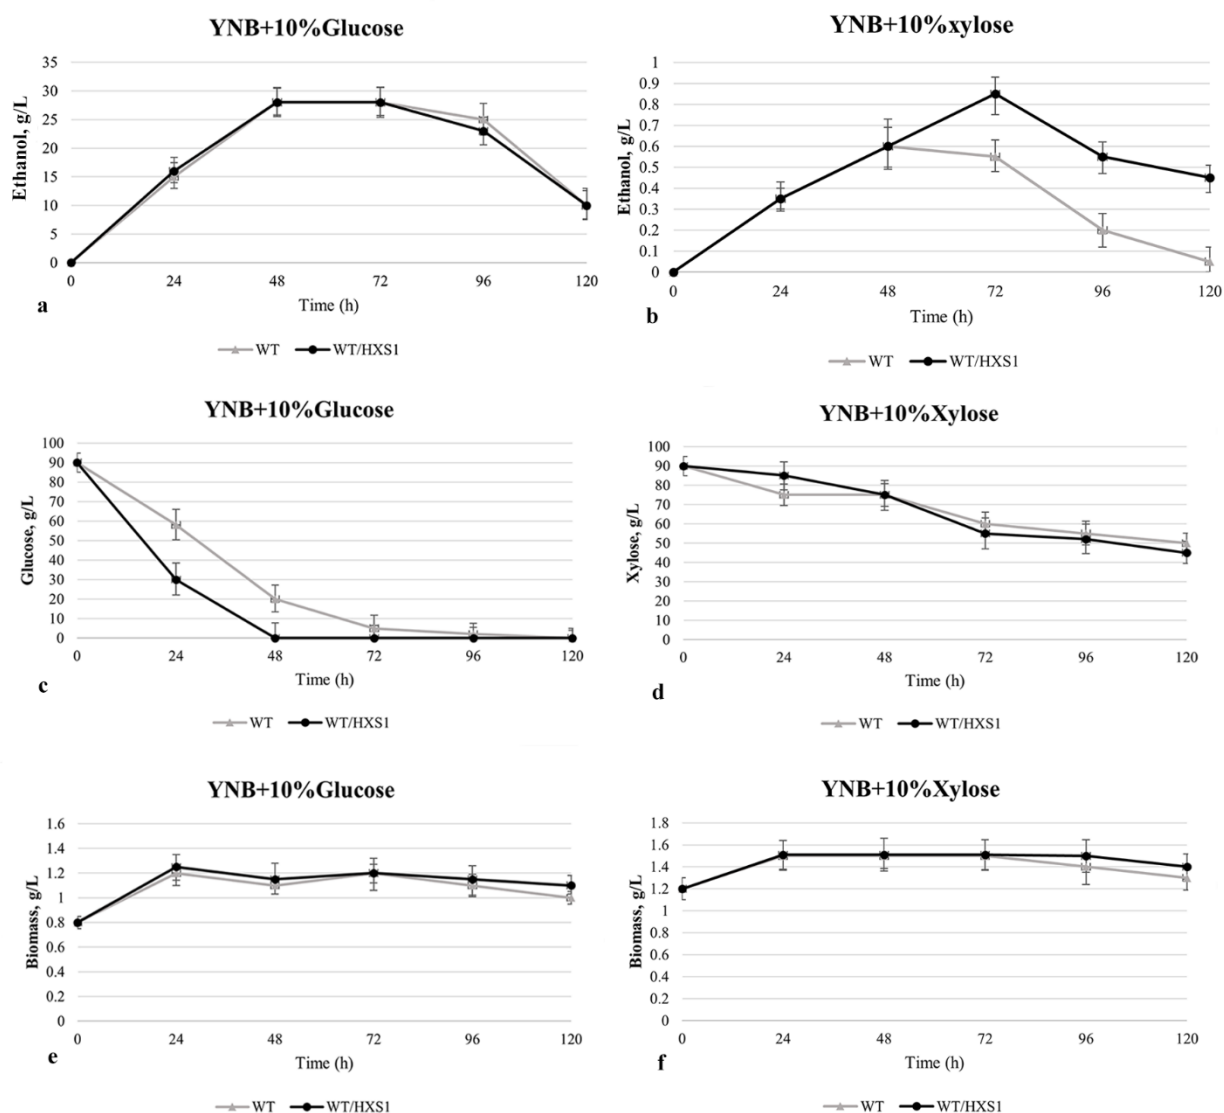 YNB+10%Glucose
Ethanol, g/L
35
30
25
20
15
10
5
0
0 24 48 72 96 120
Time (h)
a
WT WT/HXS1
YNB+10%xylose
Ethanol, g/L
1
0.9
0.8
0.7
0.6
0.5
0.4
0.3
0.2
0.1
0
0 24 48 72 96 120
Time (h)
b
WT WT/HXS1
YNB+10%Glucose
Glucose, g/L
100
90
80
70
60
50
40
30
20
10
0
0 24 48 72 96 120
Time (h)
c
WT WT/HXS1
YNB+10%Xylose
Xylose, g/L
100
90
80
70
60
50
40
30
20
10
0
0 24 48 72 96 120
Time (h)
d
WT WT/HXS1
YNB+10%Glucose
Biomass, g/L
1.6
1.4
1.2
1
0.8
0.6
0.4
0.2
0
0 24 48 72 96 120
Time (h)
e
WT WT/HXS1
YNB+10%Xylose
Biomass, g/L
1.8
1.6
1.4
1.2
1
0.8
0.6
0.4
0.2
0
0 24 48 72 96 120
Time (h)
f
WT WT/HXS1